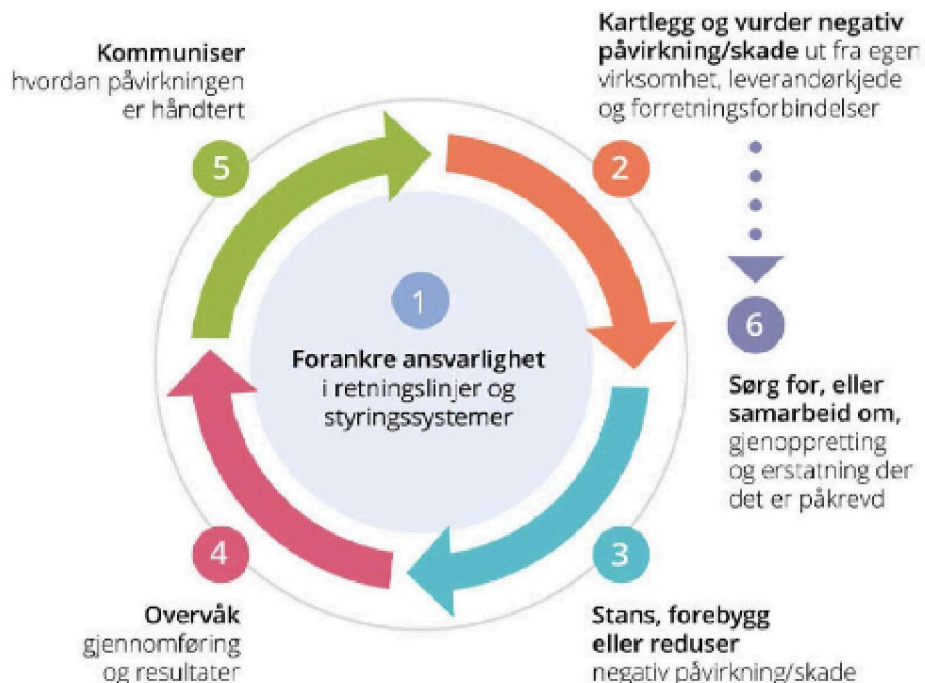 1
Forankre ansvarlighet
i retningslinjer og
styringssystemer
2
Kartlegg og vurder negativ
påvirkning/skade ut fra egen
virksomhet, leverandørkjede
og forretningsforbindelser
3
Stans, forebygg
eller reduser
negativ påvirkning/skade
4
Overvåk
gjennomføring
og resultater
5
Kommuniser
hvordan påvirkningen
er håndtert
6
Sørg for, eller
samarbeid om,
gjenoppretting
og erstatning der
det er påkrevd